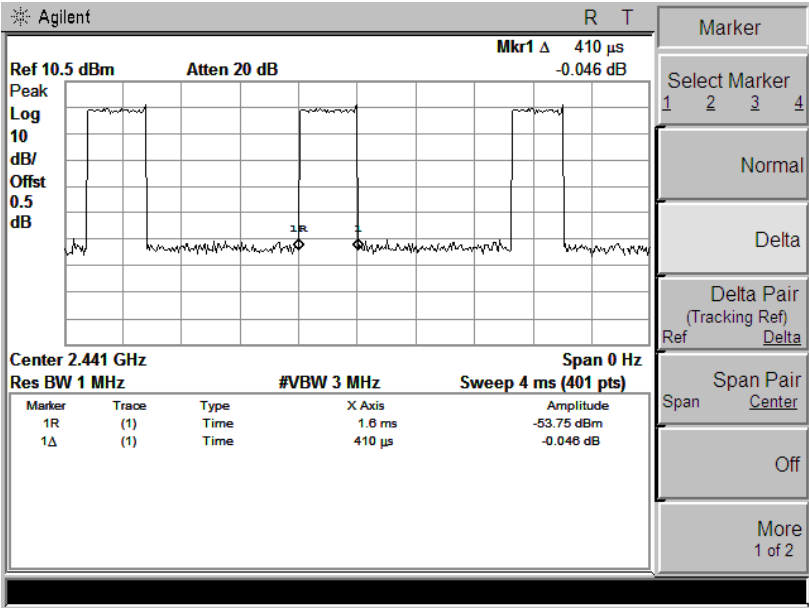 Agilent R T
Mkr1 Δ 410 μs
Ref 10.5 dBm Atten 20 dB -0.046 dB
Peak
Log
10
dB/
Offst
0.5
dB
1R 1
Center 2.441 GHz Span 0 Hz
Res BW 1 MHz #VBW 3 MHz Sweep 4 ms (401 pts)
Marker Trace Type X Axis Amplitude
1R (1) Time 1.6 ms -53.75 dBm
1Δ (1) Time 410 μs -0.046 dB
Marker
Select Marker
1 2 3 4
Normal
Delta
Delta Pair
(Tracking Ref)
Ref Delta
Span Pair
Span Center
Off
More
1 of 2